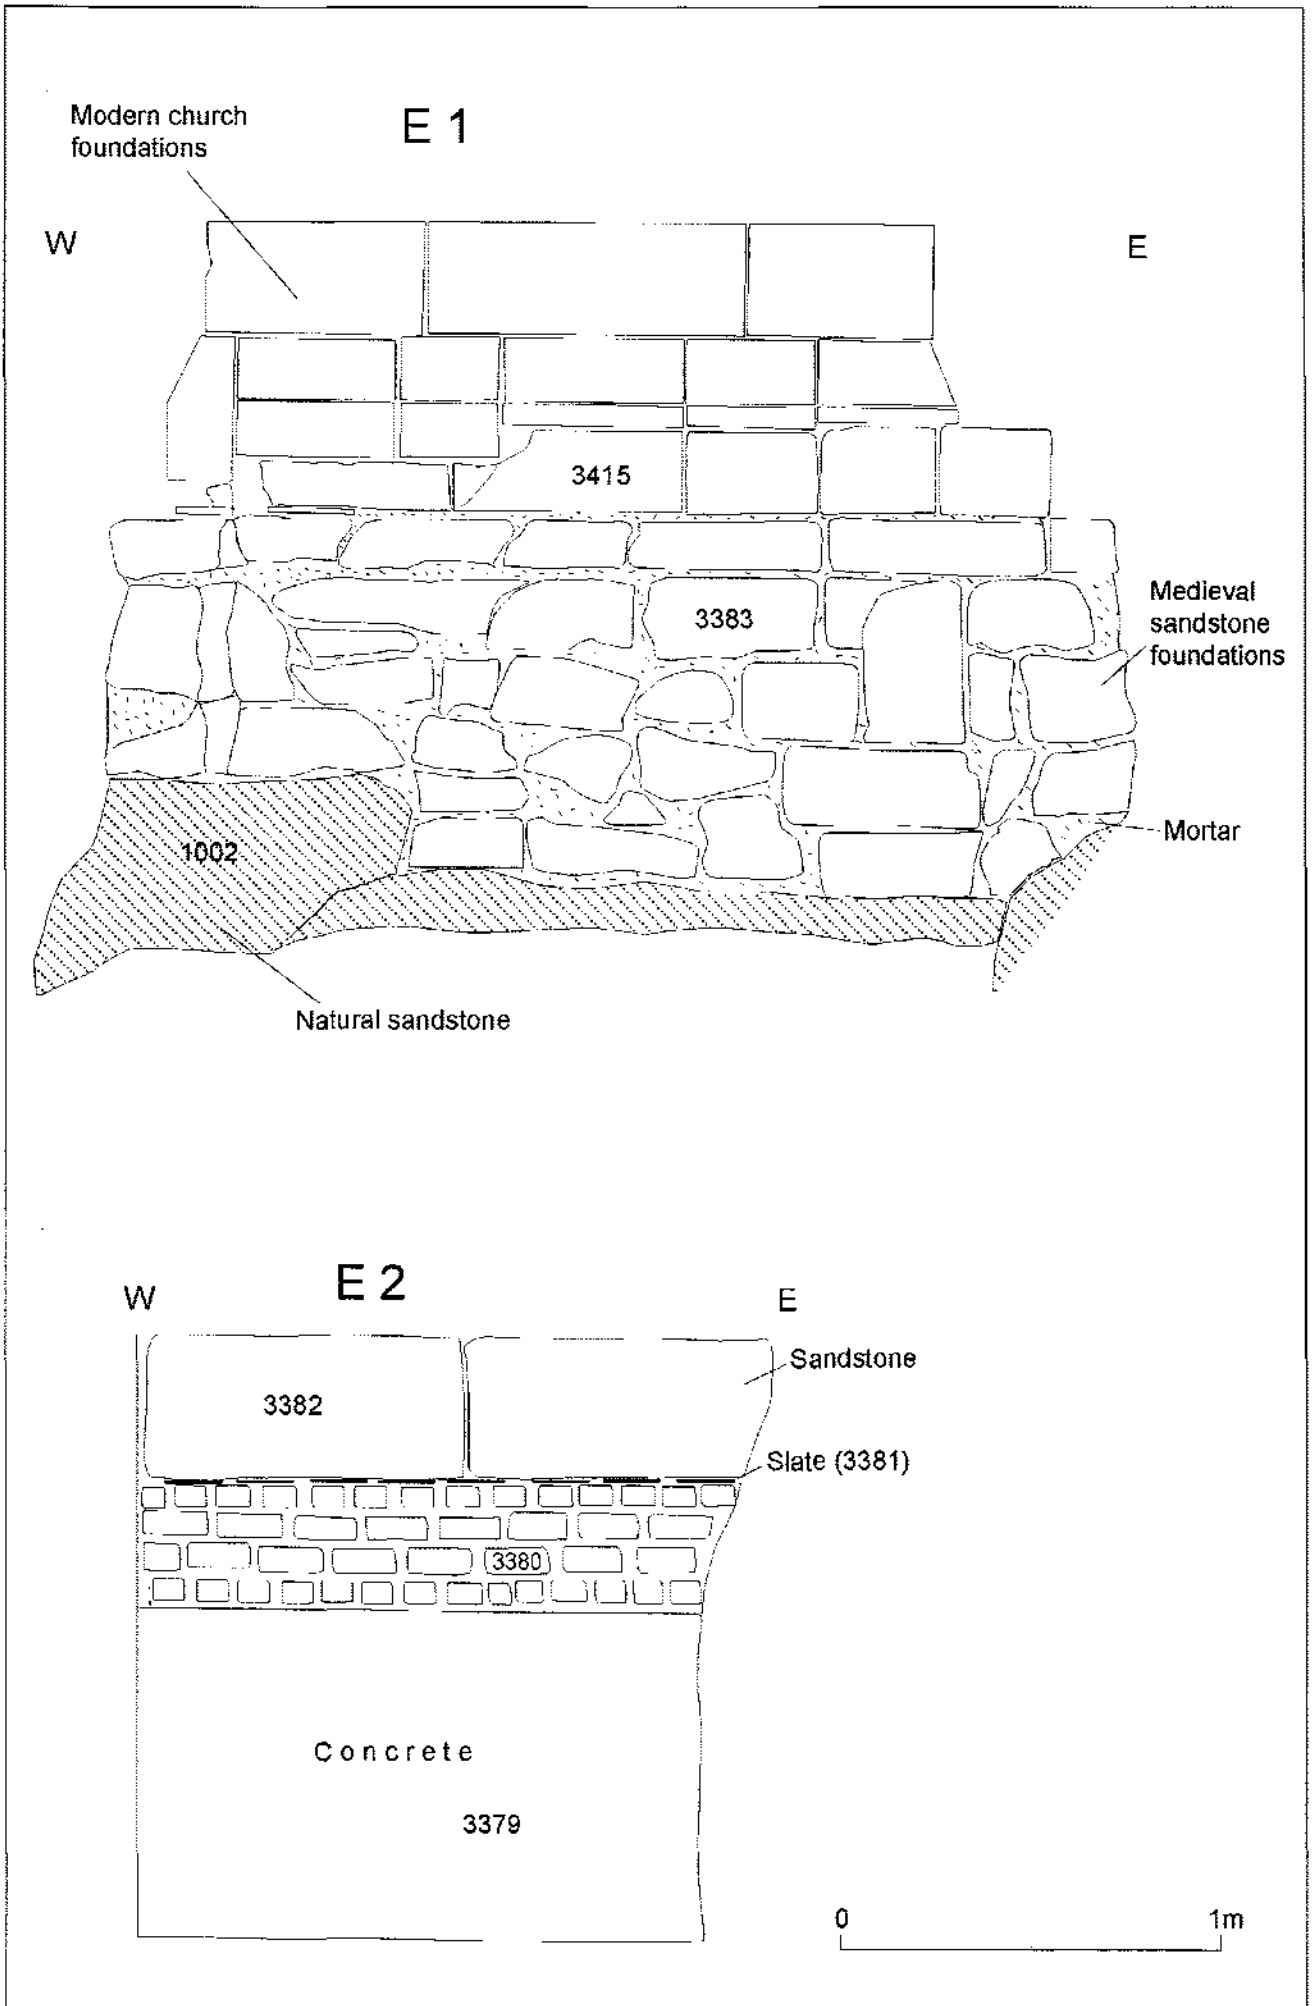 Modern church
foundations
E 1
W
E
3415
3383
Medieval
sandstone
foundations
1002
Mortar
Natural sandstone
E 2
W
E
Sandstone
3382
Slate (3381)
3380
Concrete
3379
0
1m